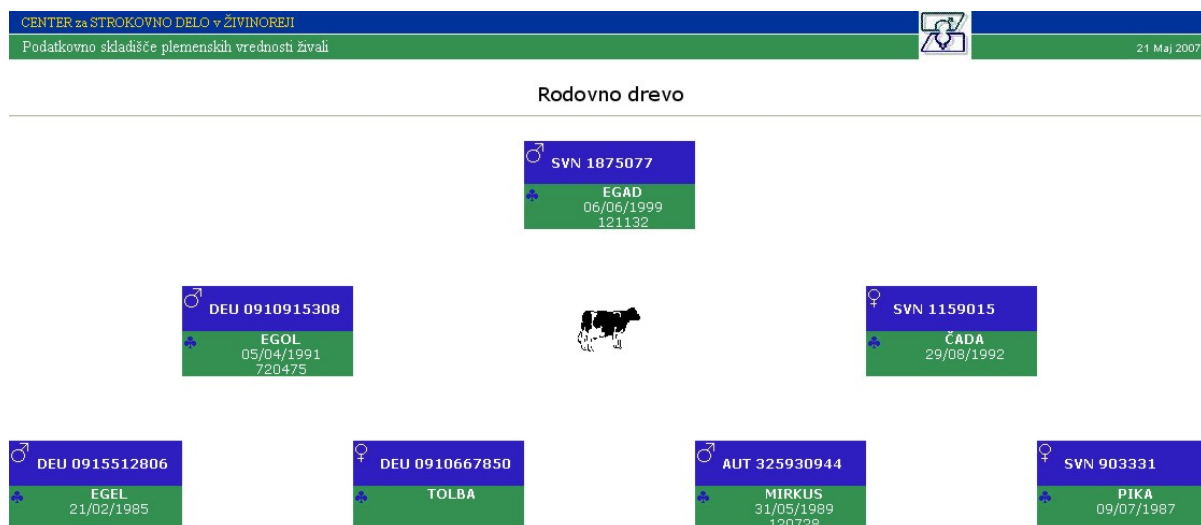 CENTER za STROKOVNO DELO v ŽIVINOREJI
Podatkovno skladišče plemenskih vrednosti živali
21 Maj 2007
Rodovno drevo
SVN 1875077
EGAD
06/06/1999
121132
DEU 0910915308
EGOL
05/04/1991
720475
SVN 1159015
ČADA
29/08/1992
DEU 0915512806
EGEL
21/02/1985
DEU 0910667850
TOLBA
AUT 325930944
MIRKUS
31/05/1989
120728
SVN 903331
PIKA
09/07/1987